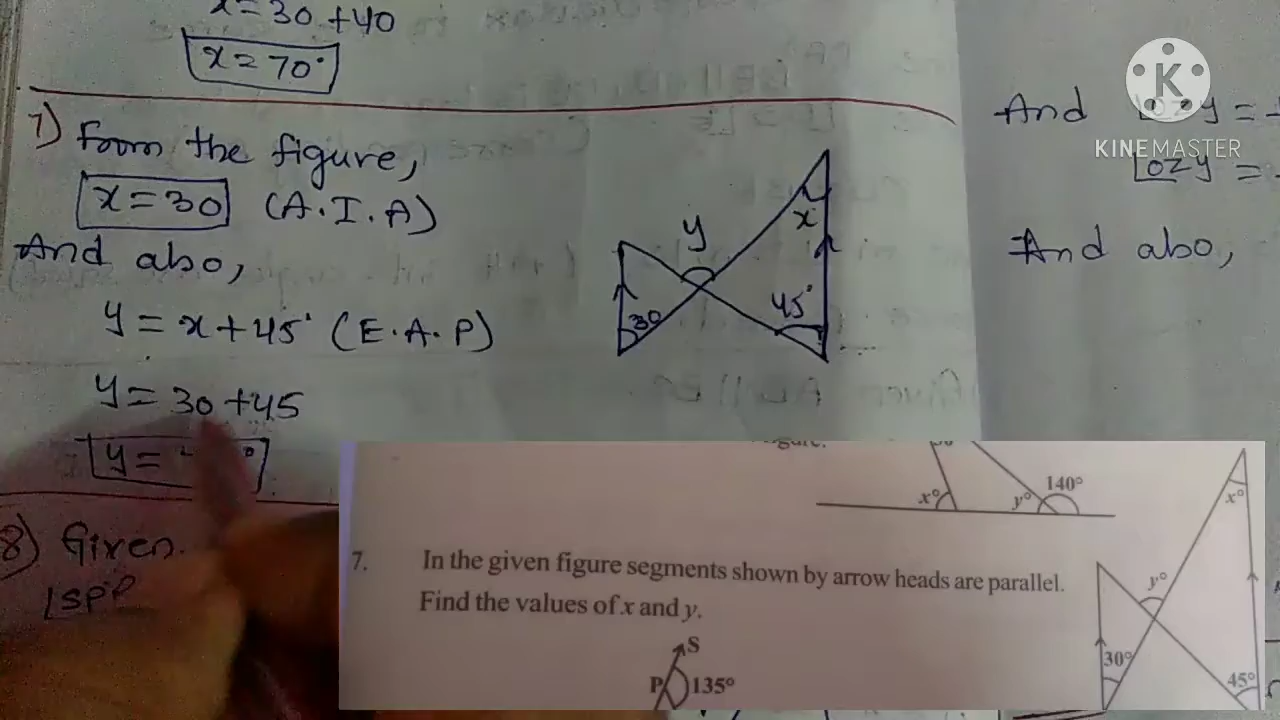 x = 30 + 40
x = 70°
7) From the figure,
x = 30 (A.I.A)
And also,
y = x + 45° (E.A.P)
y = 30 + 45
y =
8) Given.
y
x
45°
30
And
y =
ozy =
And also,
K
KINEMASTER
x°
y°
140°
7. In the given figure segments shown by arrow heads are parallel.
Find the values of x and y.
S
P 135°
x°
y°
30°
45°